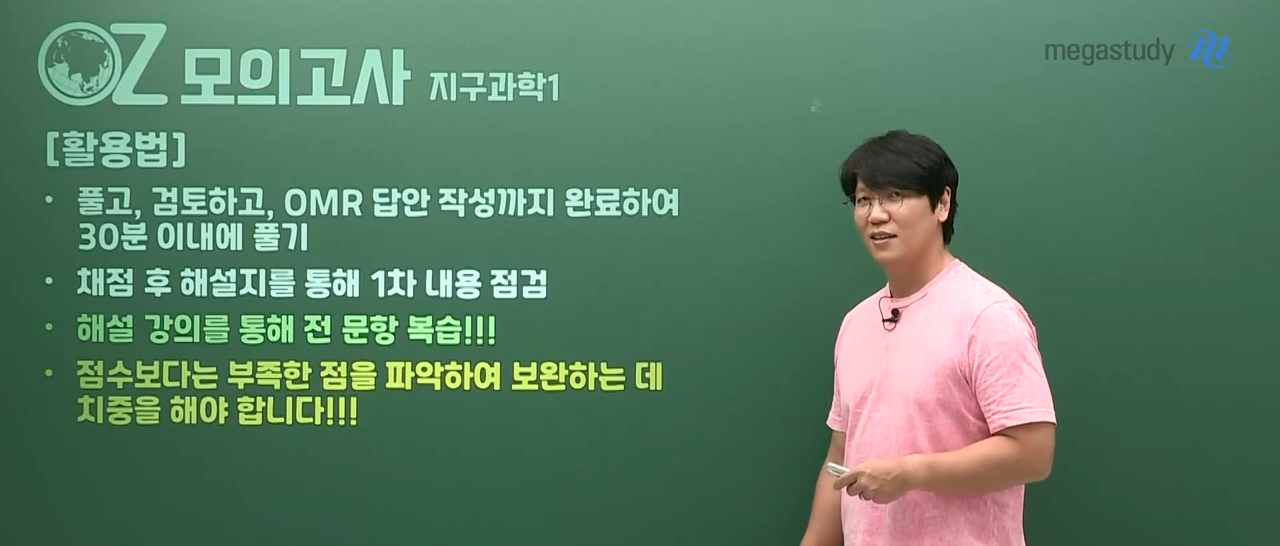 OZ 모의고사 지구과학1
megastudy
[활용법]
• 풀고, 검토하고, OMR 답안 작성까지 완료하여
30분 이내에 풀기
• 채점 후 해설지를 통해 1차 내용 점검
• 해설 강의를 통해 전 문항 복습!!!
• 점수보다는 부족한 점을 파악하여 보완하는 데
치중을 해야 합니다!!!